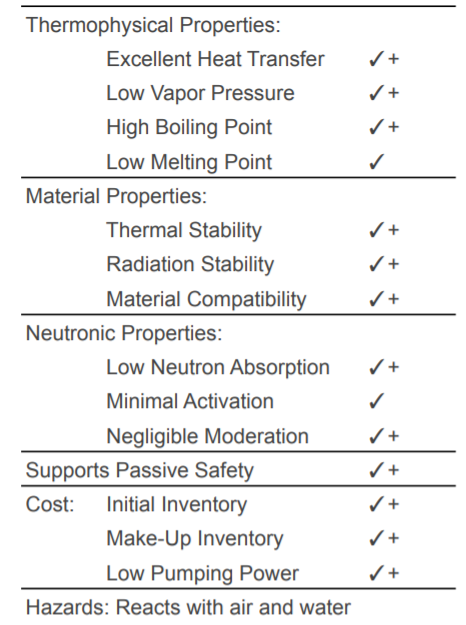 Thermophysical Properties:
Excellent Heat Transfer ✓+
Low Vapor Pressure ✓+
High Boiling Point ✓+
Low Melting Point ✓
Material Properties:
Thermal Stability ✓+
Radiation Stability ✓+
Material Compatibility ✓+
Neutronic Properties:
Low Neutron Absorption ✓+
Minimal Activation ✓
Negligible Moderation ✓+
Supports Passive Safety ✓+
Cost: Initial Inventory ✓+
Make-Up Inventory ✓+
Low Pumping Power ✓+
Hazards: Reacts with air and water